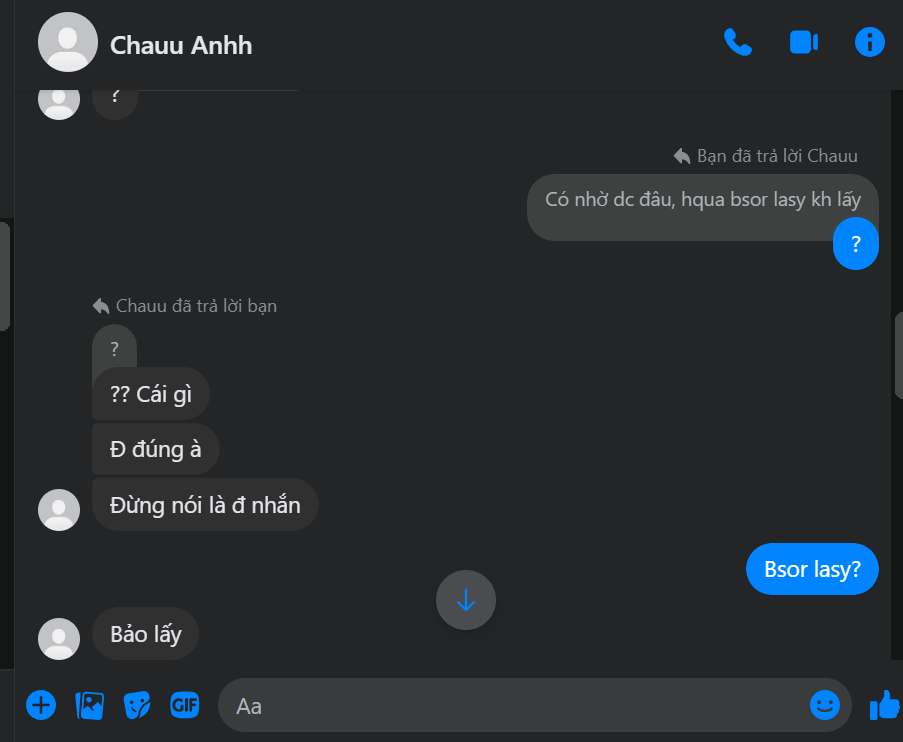 Chauu Anhh
?
Bạn đã trả lời Chauu
Có nhờ dc đâu, hqua bsor lasy kh lấy
?
Chauu đã trả lời bạn
?
?? Cái gì
Đ đúng à
Đừng nói là đ nhắn
Bsor lasy?
Bảo lấy
GIF
Aa